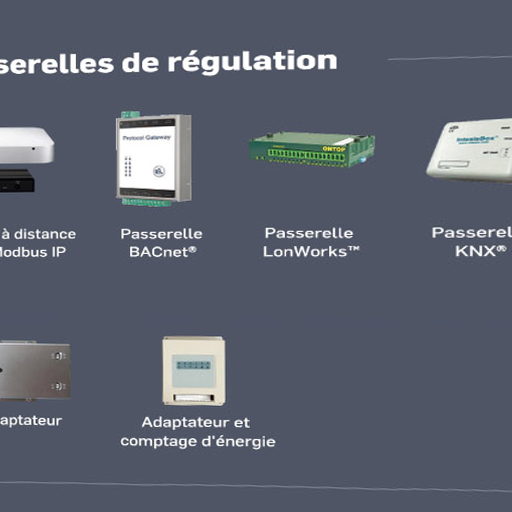 serelles de régulation
Protocol Gateway
ONTOP
IntesisBox
à distance
Modbus IP
Passerelle
BACnet®
Passerelle
LonWorks™
Passerel
KNX®
aptateur
Adaptateur et
comptage d'énergie